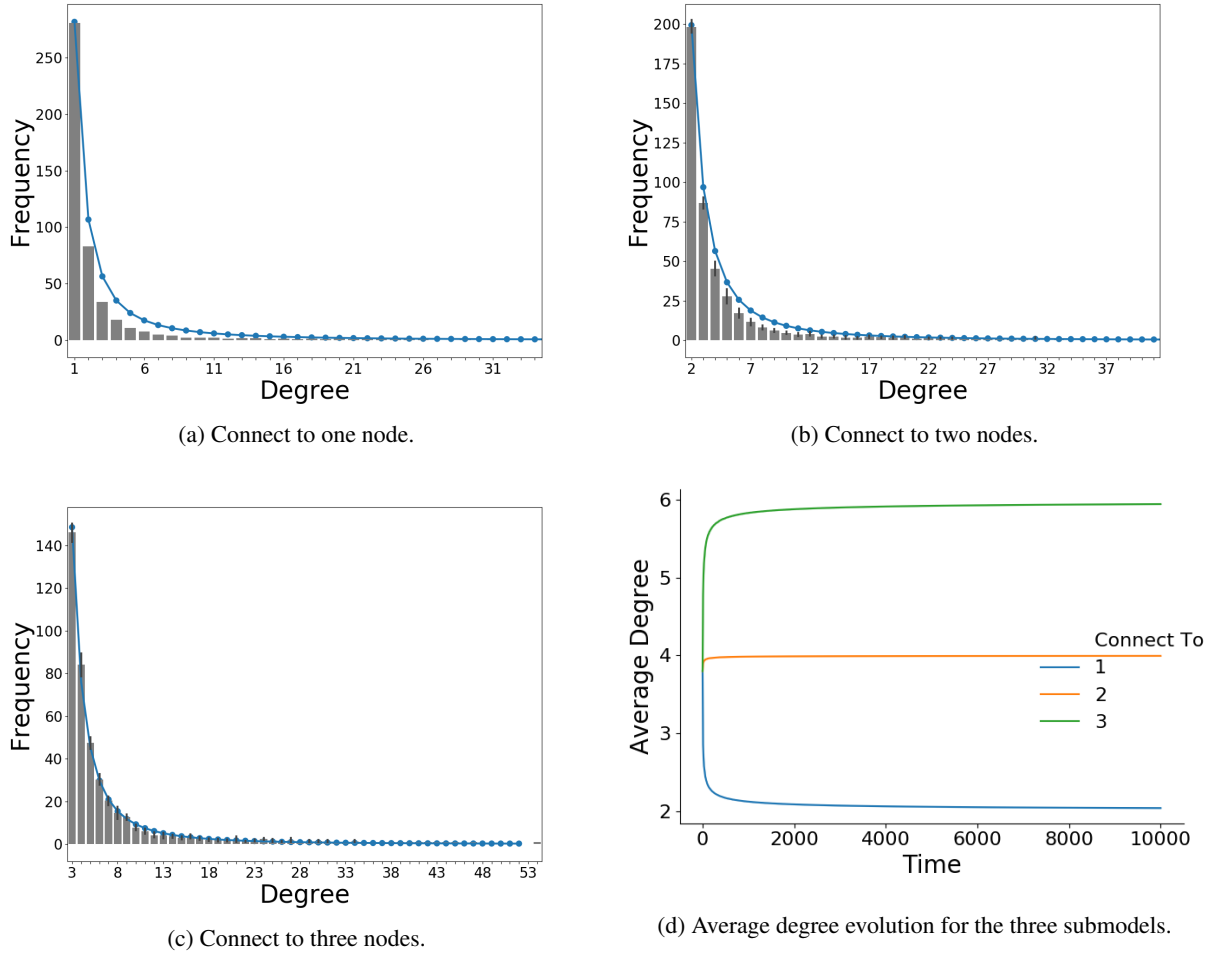 250
200
150
100
50
0
Frequency
1 6 11 16 21 26 31
Degree
(a) Connect to one node.
200
175
150
125
100
75
50
25
0
Frequency
2 7 12 17 22 27 32 37
Degree
(b) Connect to two nodes.
140
120
100
80
60
40
20
0
Frequency
3 8 13 18 23 28 33 38 43 48 53
Degree
(c) Connect to three nodes.
6
5
4
3
2
Average Degree
Connect To
1
2
3
0 2000 4000 6000 8000 10000
Time
(d) Average degree evolution for the three submodels.